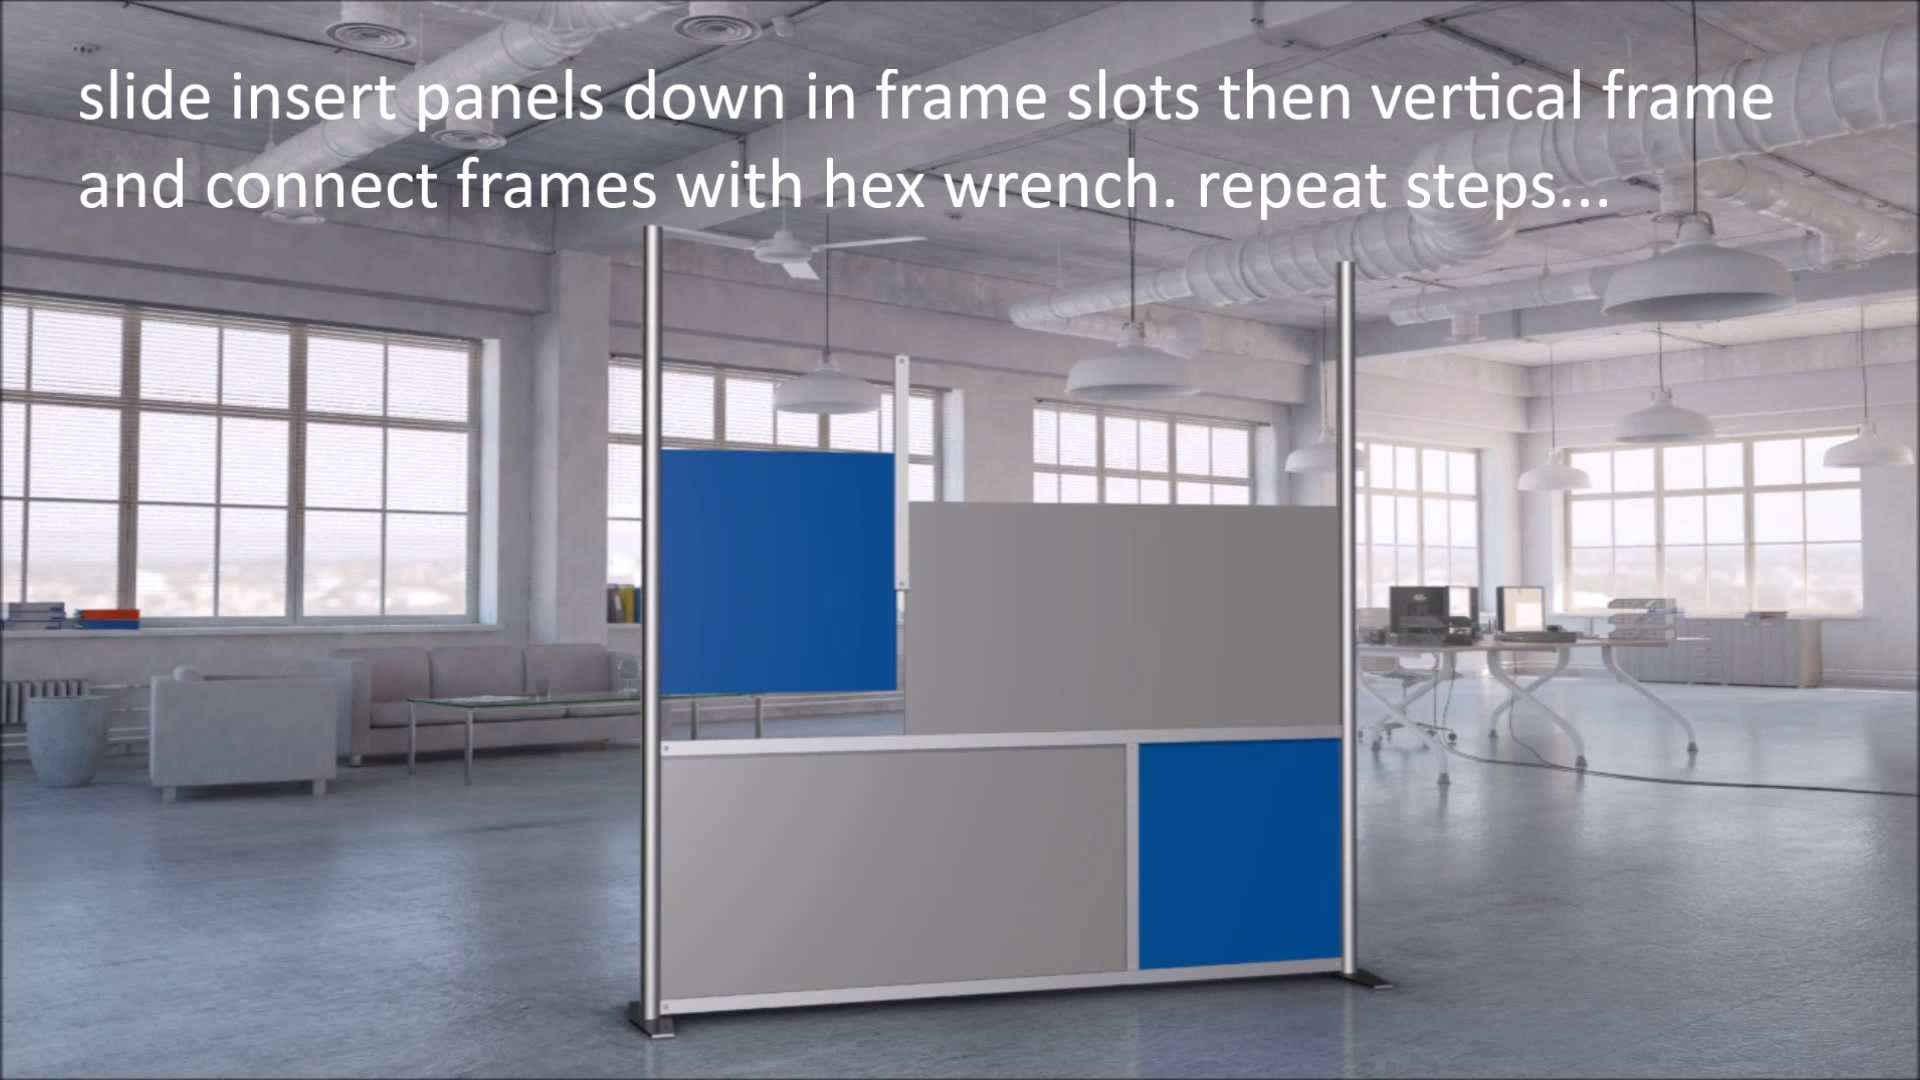 slide insert panels down in frame slots then vertical frame
and connect frames with hex wrench. repeat steps...